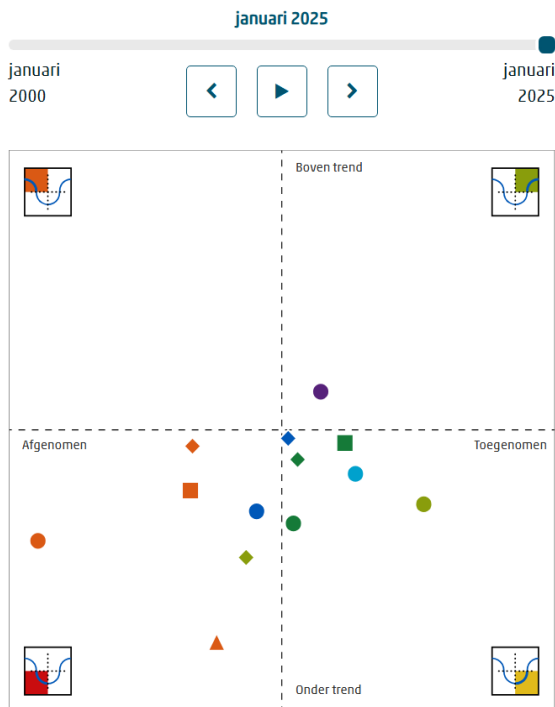 januari 2025
januari
2000
januari
2025
Boven trend
Afgenomen
Toegenomen
Onder trend